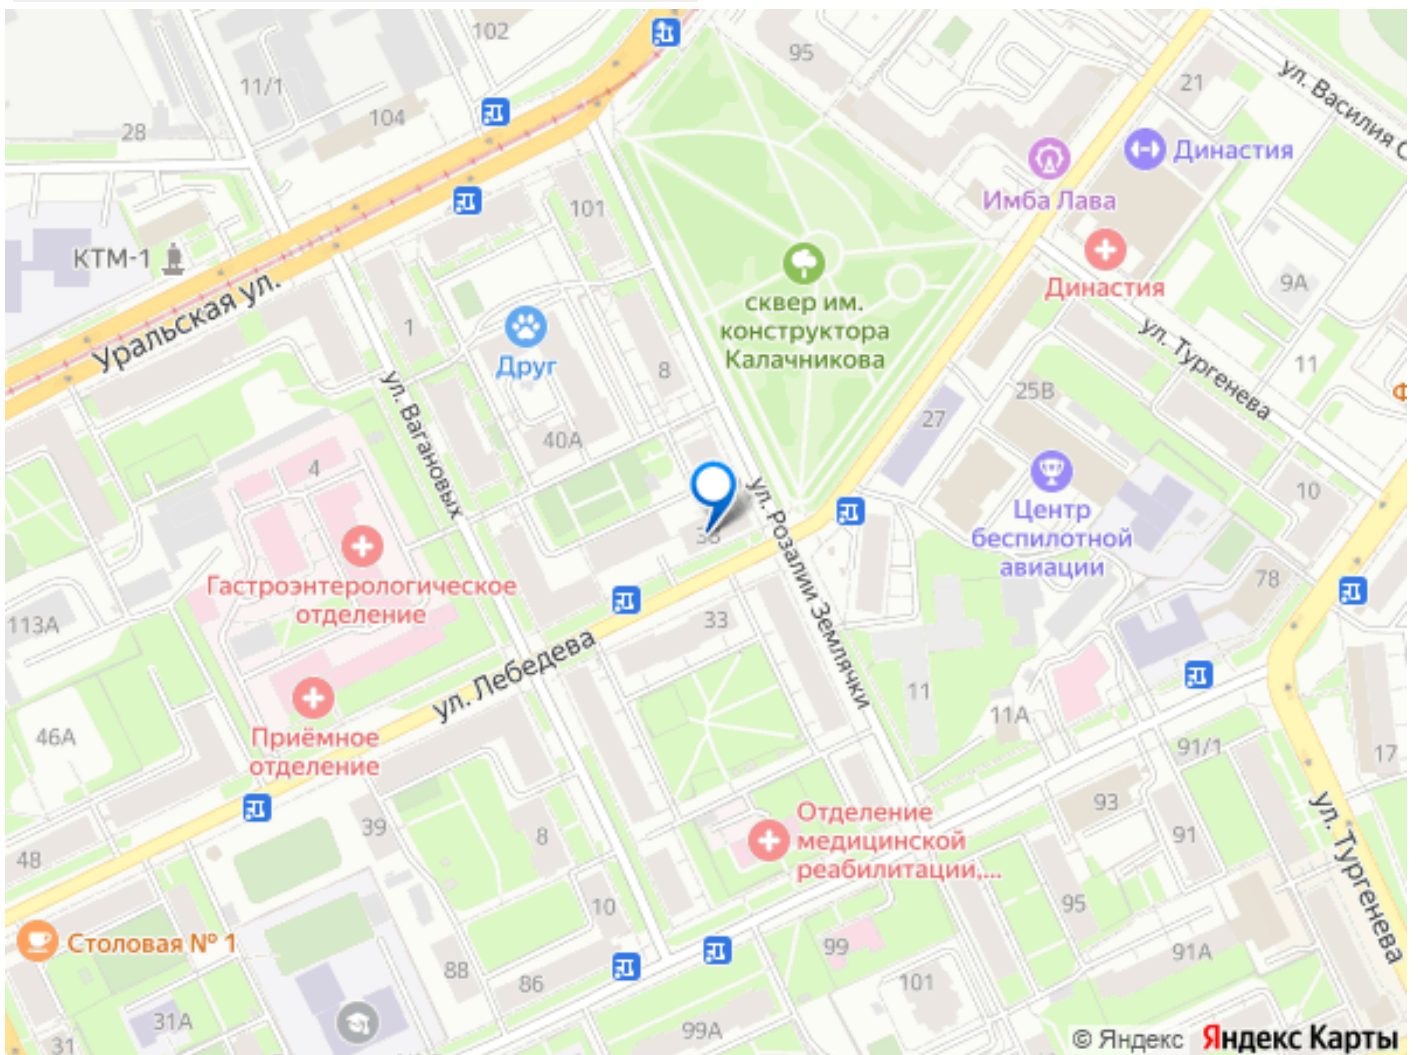 102
95
11/1
104
28
21
ул. Василия С
Династия
Имба Лава
101
КТМ-1
Династия
9А
сквер им.
конструктора
Калачникова
Уральская ул.
1
Друг
8
ул. Тургенева
11
Ф
25В
27
ул. Вагановых
40А
4
10
Центр
беспилотной
авиации
ул. Розалии Землячки
Гастроэнтерологическое
отделение
78
113А
33
ул. Лебедева
11
11А
46А
Приёмное
отделение
91/1
17
93
39
8
Отделение
медицинской
реабилитации,...
91
ул. Тургенева
48
10
95
Столовая № 1
99
91А
88
86
101
31А
99А
31
© Яндекс Яндекс Карты